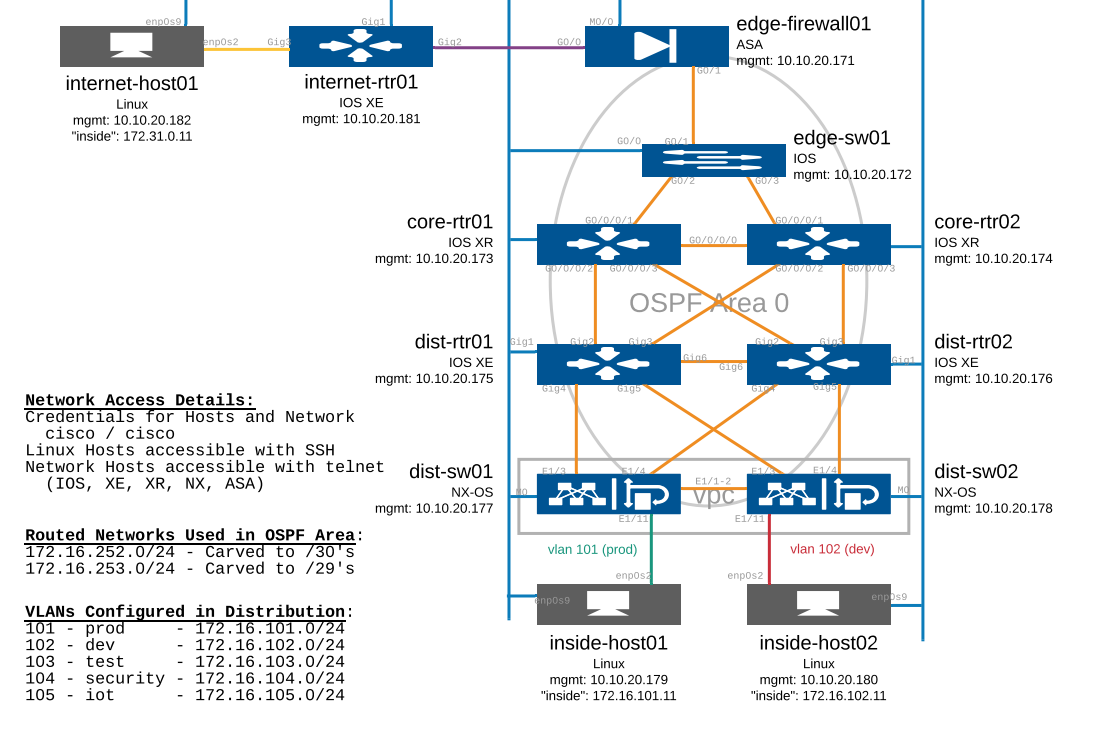 enp0s9
Gig1
M0/0
edge-firewall01
ASA
mgmt: 10.10.20.171
enp0s2
Gig3
Gig2
G0/0
G0/1
internet-host01
Linux
mgmt: 10.10.20.182
"inside": 172.31.0.11
internet-rtr01
IOS XE
mgmt: 10.10.20.181
G0/0
G0/1
edge-sw01
IOS
mgmt: 10.10.20.172
G0/2
G0/3
core-rtr01
IOS XR
mgmt: 10.10.20.173
G0/0/0/1
G0/0/0/1
G0/0/0/0
core-rtr02
IOS XR
mgmt: 10.10.20.174
G0/0/0/2
G0/0/0/3
G0/0/0/2
G0/0/0/3
OSPF Area 0
dist-rtr01
IOS XE
mgmt: 10.10.20.175
Gig1
Gig2
Gig3
Gig6
Gig2
Gig3
Gig6
Gig1
dist-rtr02
IOS XE
mgmt: 10.10.20.176
Gig4
Gig5
Gig4
Gig5
Network Access Details:
Credentials for Hosts and Network
cisco / cisco
Linux Hosts accessible with SSH
Network Hosts accessible with telnet
(IOS, XE, XR, NX, ASA)
dist-sw01
NX-OS
mgmt: 10.10.20.177
M0
E1/3
E1/4
E1/1-2
vpc
E1/3
E1/4
M0
dist-sw02
NX-OS
mgmt: 10.10.20.178
E1/11
E1/11
Routed Networks Used in OSPF Area:
172.16.252.0/24 - Carved to /30's
172.16.253.0/24 - Carved to /29's
vlan 101 (prod)
vlan 102 (dev)
enp0s2
enp0s2
enp0s9
enp0s9
VLANs Configured in Distribution:
101 - prod - 172.16.101.0/24
102 - dev - 172.16.102.0/24
103 - test - 172.16.103.0/24
104 - security - 172.16.104.0/24
105 - iot - 172.16.105.0/24
inside-host01
Linux
mgmt: 10.10.20.179
"inside": 172.16.101.11
inside-host02
Linux
mgmt: 10.10.20.180
"inside": 172.16.102.11